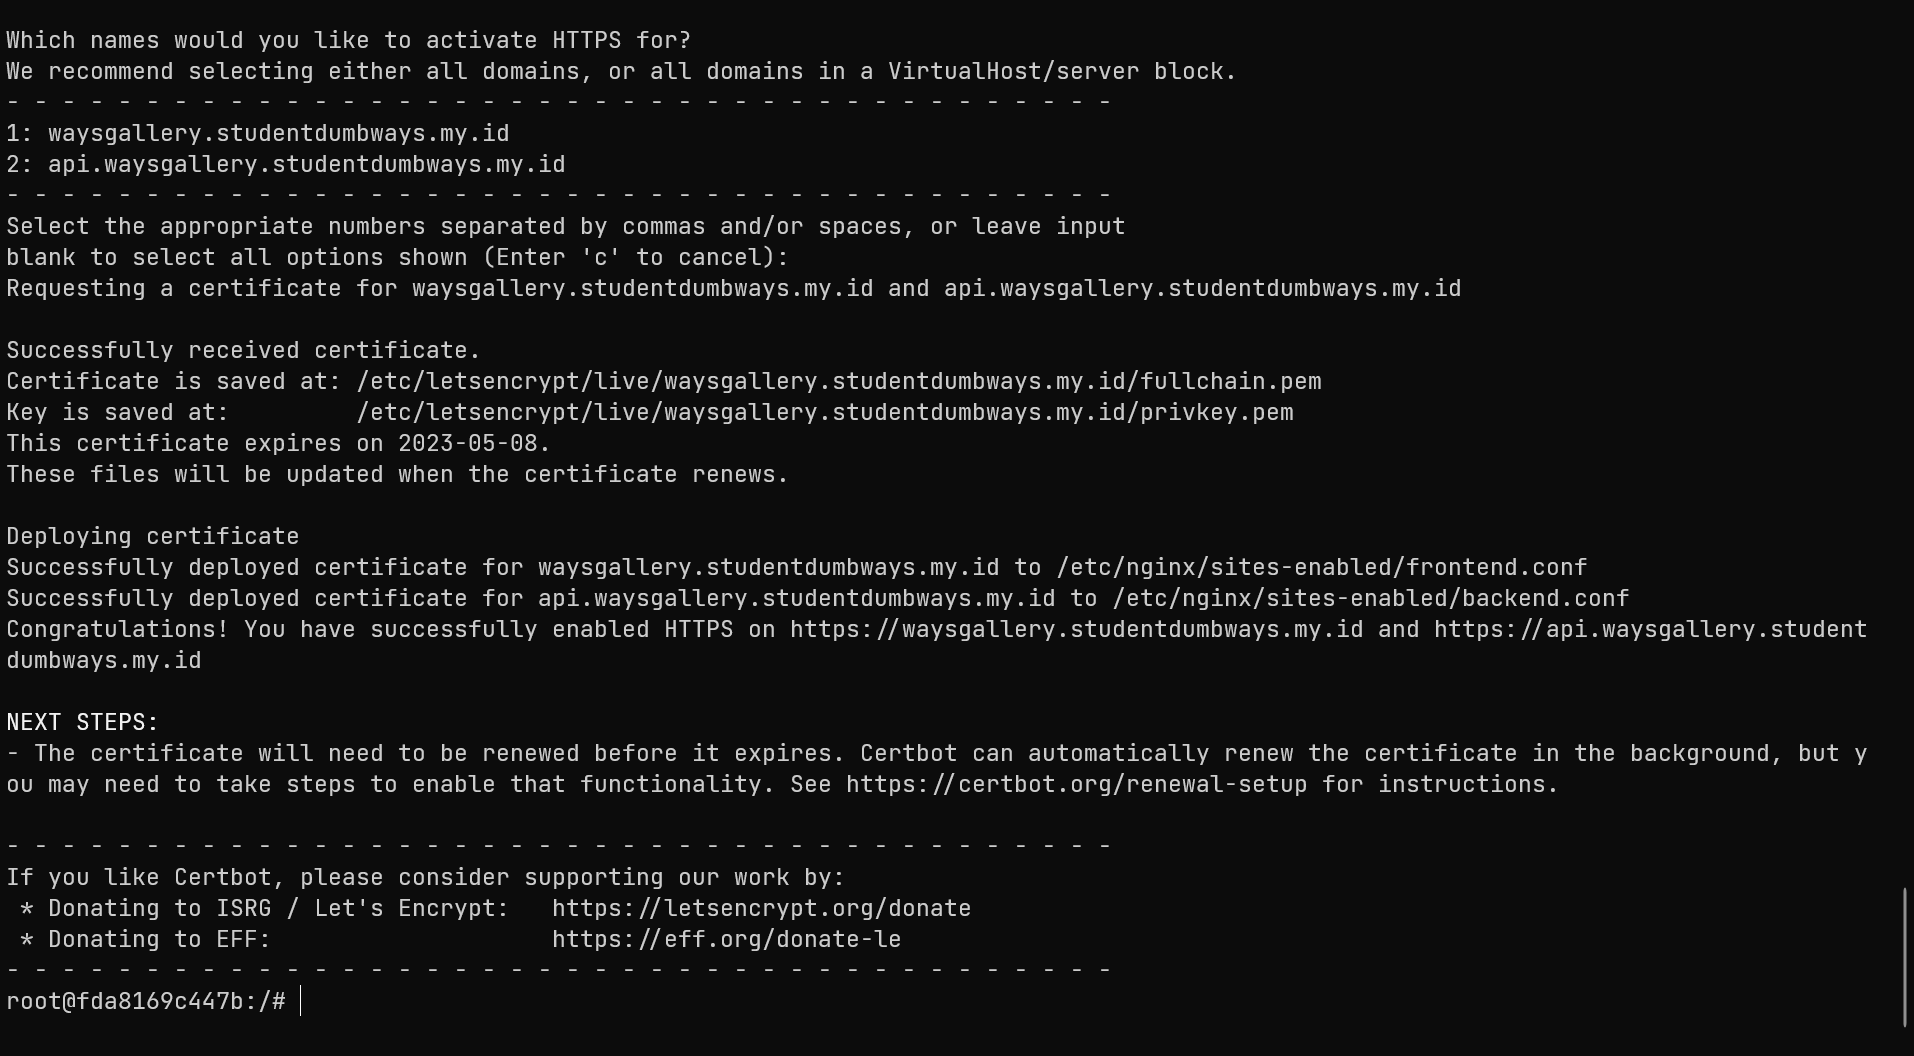 Which names would you like to activate HTTPS for?
We recommend selecting either all domains, or all domains in a VirtualHost/server block.
- - - - - - - - - - - - - - - - - - - - - - - - - - - - - - - - - - - - - - - -
1: waysgallery.studentdumbways.my.id
2: api.waysgallery.studentdumbways.my.id
- - - - - - - - - - - - - - - - - - - - - - - - - - - - - - - - - - - - - - - -
Select the appropriate numbers separated by commas and/or spaces, or leave input
blank to select all options shown (Enter 'c' to cancel):
Requesting a certificate for waysgallery.studentdumbways.my.id and api.waysgallery.studentdumbways.my.id

Successfully received certificate.
Certificate is saved at: /etc/letsencrypt/live/waysgallery.studentdumbways.my.id/fullchain.pem
Key is saved at:         /etc/letsencrypt/live/waysgallery.studentdumbways.my.id/privkey.pem
This certificate expires on 2023-05-08.
These files will be updated when the certificate renews.

Deploying certificate
Successfully deployed certificate for waysgallery.studentdumbways.my.id to /etc/nginx/sites-enabled/frontend.conf
Successfully deployed certificate for api.waysgallery.studentdumbways.my.id to /etc/nginx/sites-enabled/backend.conf
Congratulations! You have successfully enabled HTTPS on https://waysgallery.studentdumbways.my.id and https://api.waysgallery.student
dumbways.my.id

NEXT STEPS:
- The certificate will need to be renewed before it expires. Certbot can automatically renew the certificate in the background, but y
ou may need to take steps to enable that functionality. See https://certbot.org/renewal-setup for instructions.

- - - - - - - - - - - - - - - - - - - - - - - - - - - - - - - - - - - - - - - -
If you like Certbot, please consider supporting our work by:
 * Donating to ISRG / Let's Encrypt:   https://letsencrypt.org/donate
 * Donating to EFF:                    https://eff.org/donate-le
- - - - - - - - - - - - - - - - - - - - - - - - - - - - - - - - - - - - - - - -
root@fda8169c447b:/#